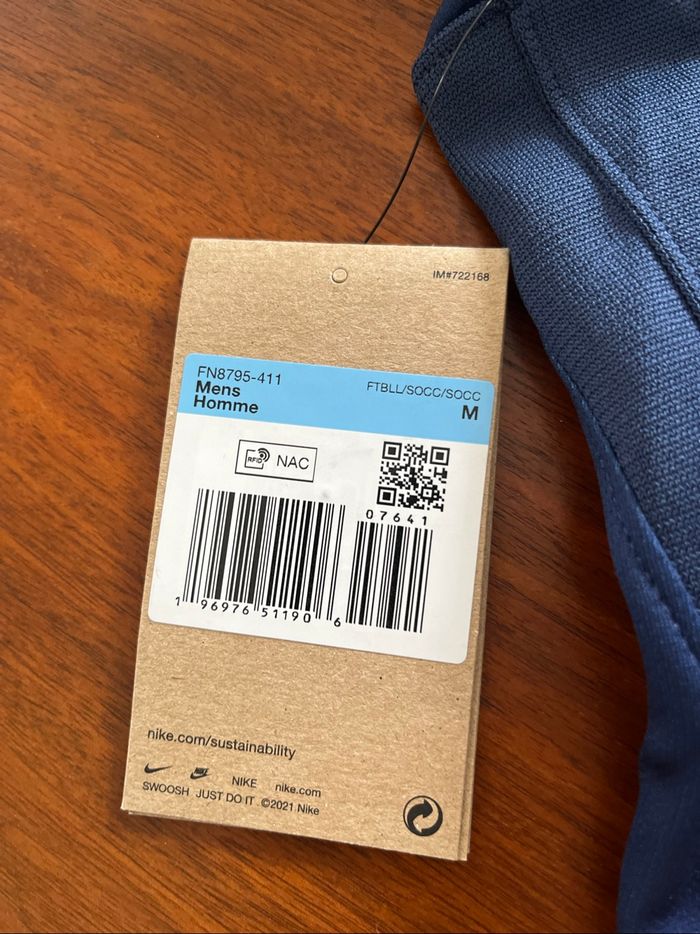 IM#722168
FN8795-411
Mens
Homme
FTBLL/SOCC/SOCC
M
RFID NAC
07641
1 96976 51190 6
nike.com/sustainability
NIKE nike.com
SWOOSH JUST DO IT ©2021 Nike